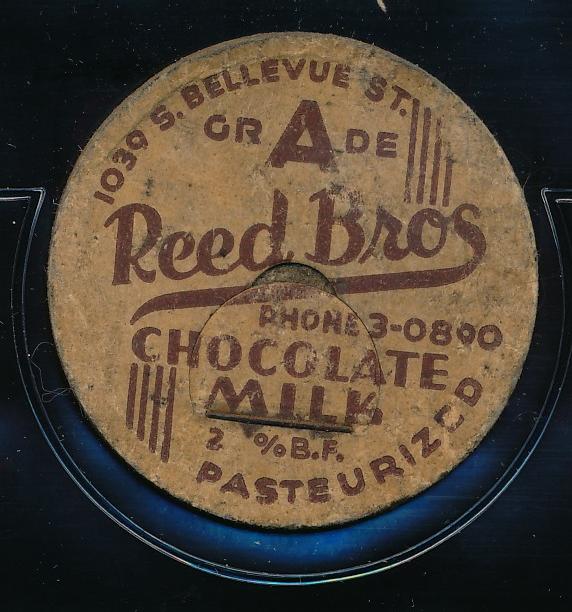 1039 S. BELLEVUE ST.
GRADE
Reed Bros
PHONE 3-0890
CHOCOLATE
MILK
2 % B.F.
PASTEURIZED